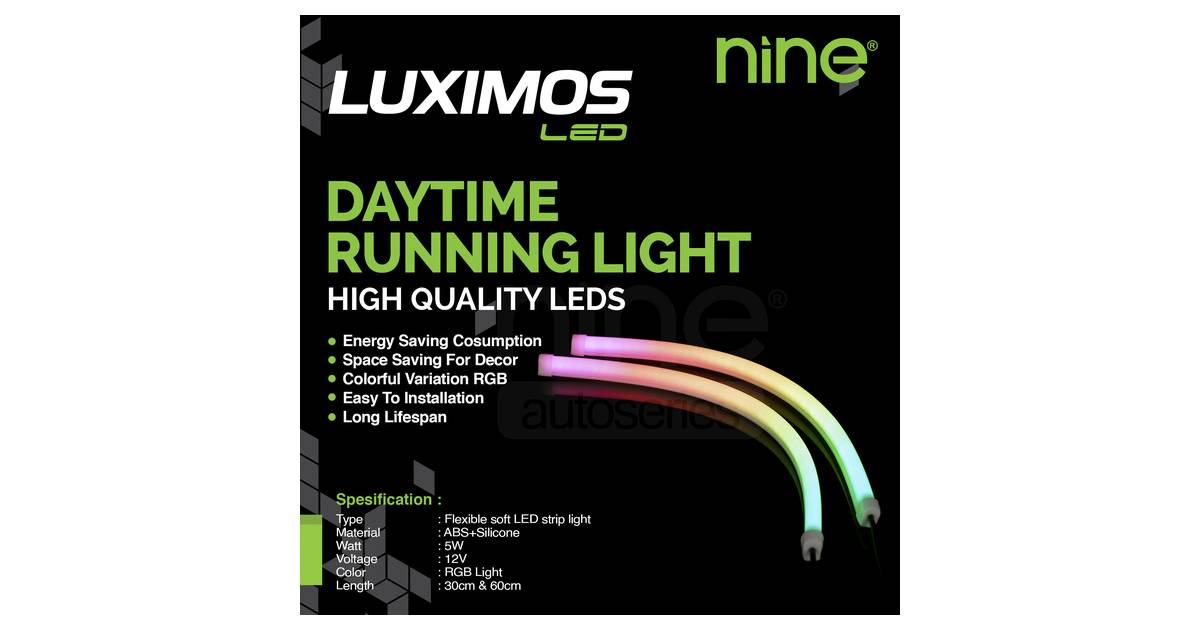 nine®
LUXIMOS
LED
DAYTIME
RUNNING LIGHT
HIGH QUALITY LEDS
nine®
autoseries
• Energy Saving Cosumption
• Space Saving For Decor
• Colorful Variation RGB
• Easy To Installation
• Long Lifespan
Spesification :
Type : Flexible soft LED strip light
Material : ABS+Silicone
Watt : 5W
Voltage : 12V
Color : RGB Light
Length : 30cm & 60cm